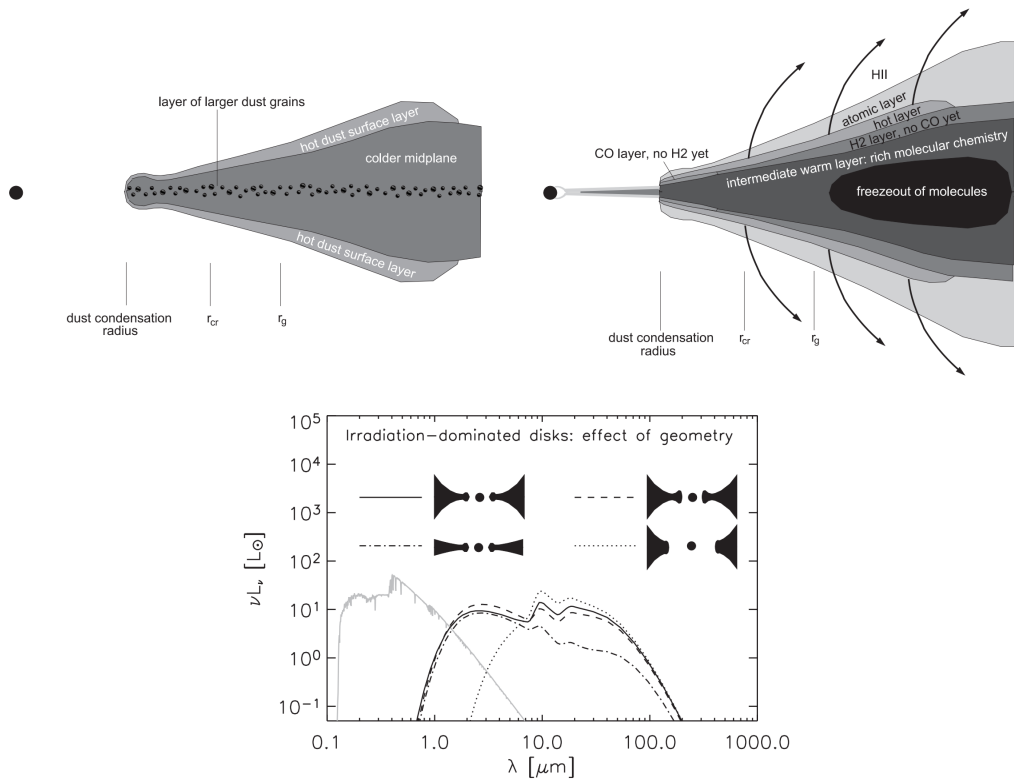 layer of larger dust grains
hot dust surface layer
colder midplane
hot dust surface layer
dust condensation
radius
r_cr
r_g
HII
atomic layer
hot layer
H2 layer, no CO yet
CO layer, no H2 yet
intermediate warm layer: rich molecular chemistry
freezeout of molecules
dust condensation
radius
r_cr
r_g
Irradiation–dominated disks: effect of geometry
10^5
10^4
10^3
10^2
10^1
10^0
10^-1
νL_ν [L⊙]
0.1 1.0 10.0 100.0 1000.0
λ [μm]